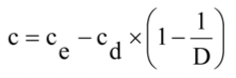 c = c_e − c_d × (1 − 1/D)